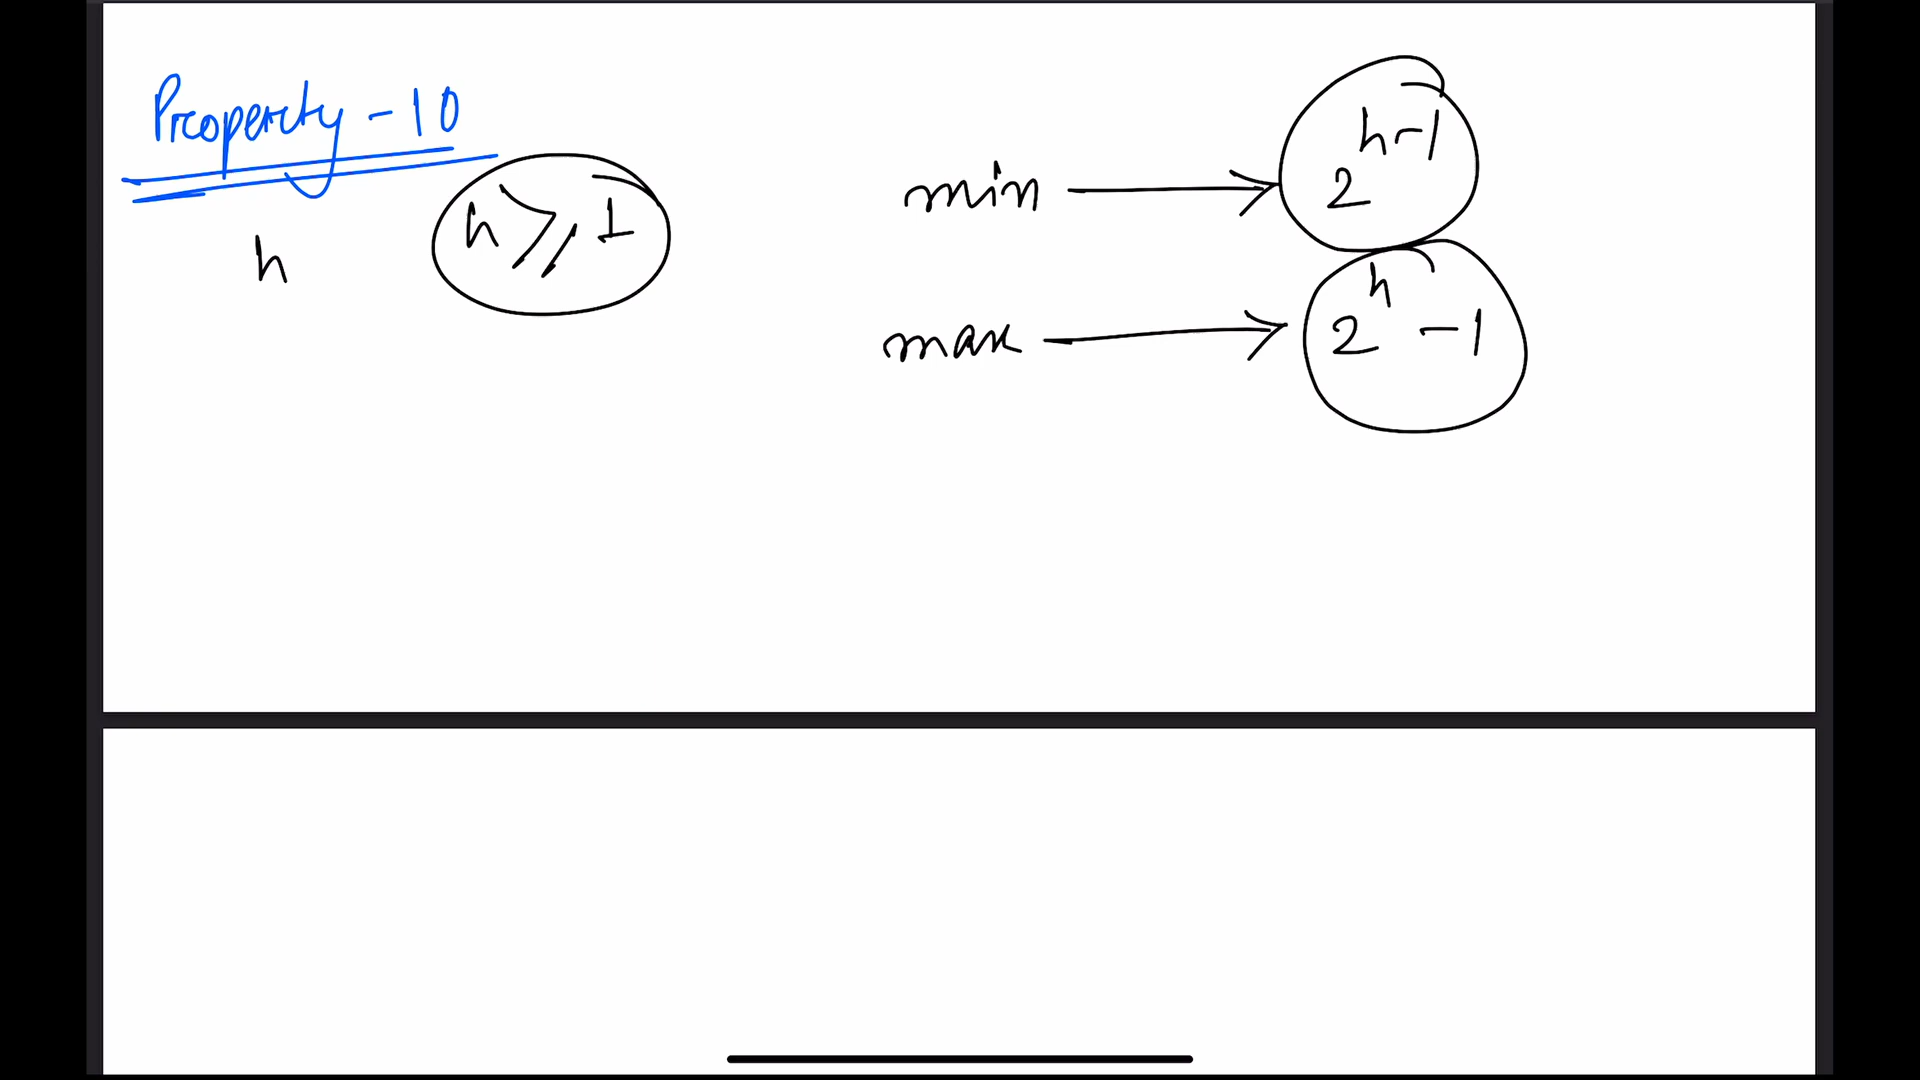 Property - 10
h h ⩾ 1
min → 2^{h-1}
max → 2^h - 1